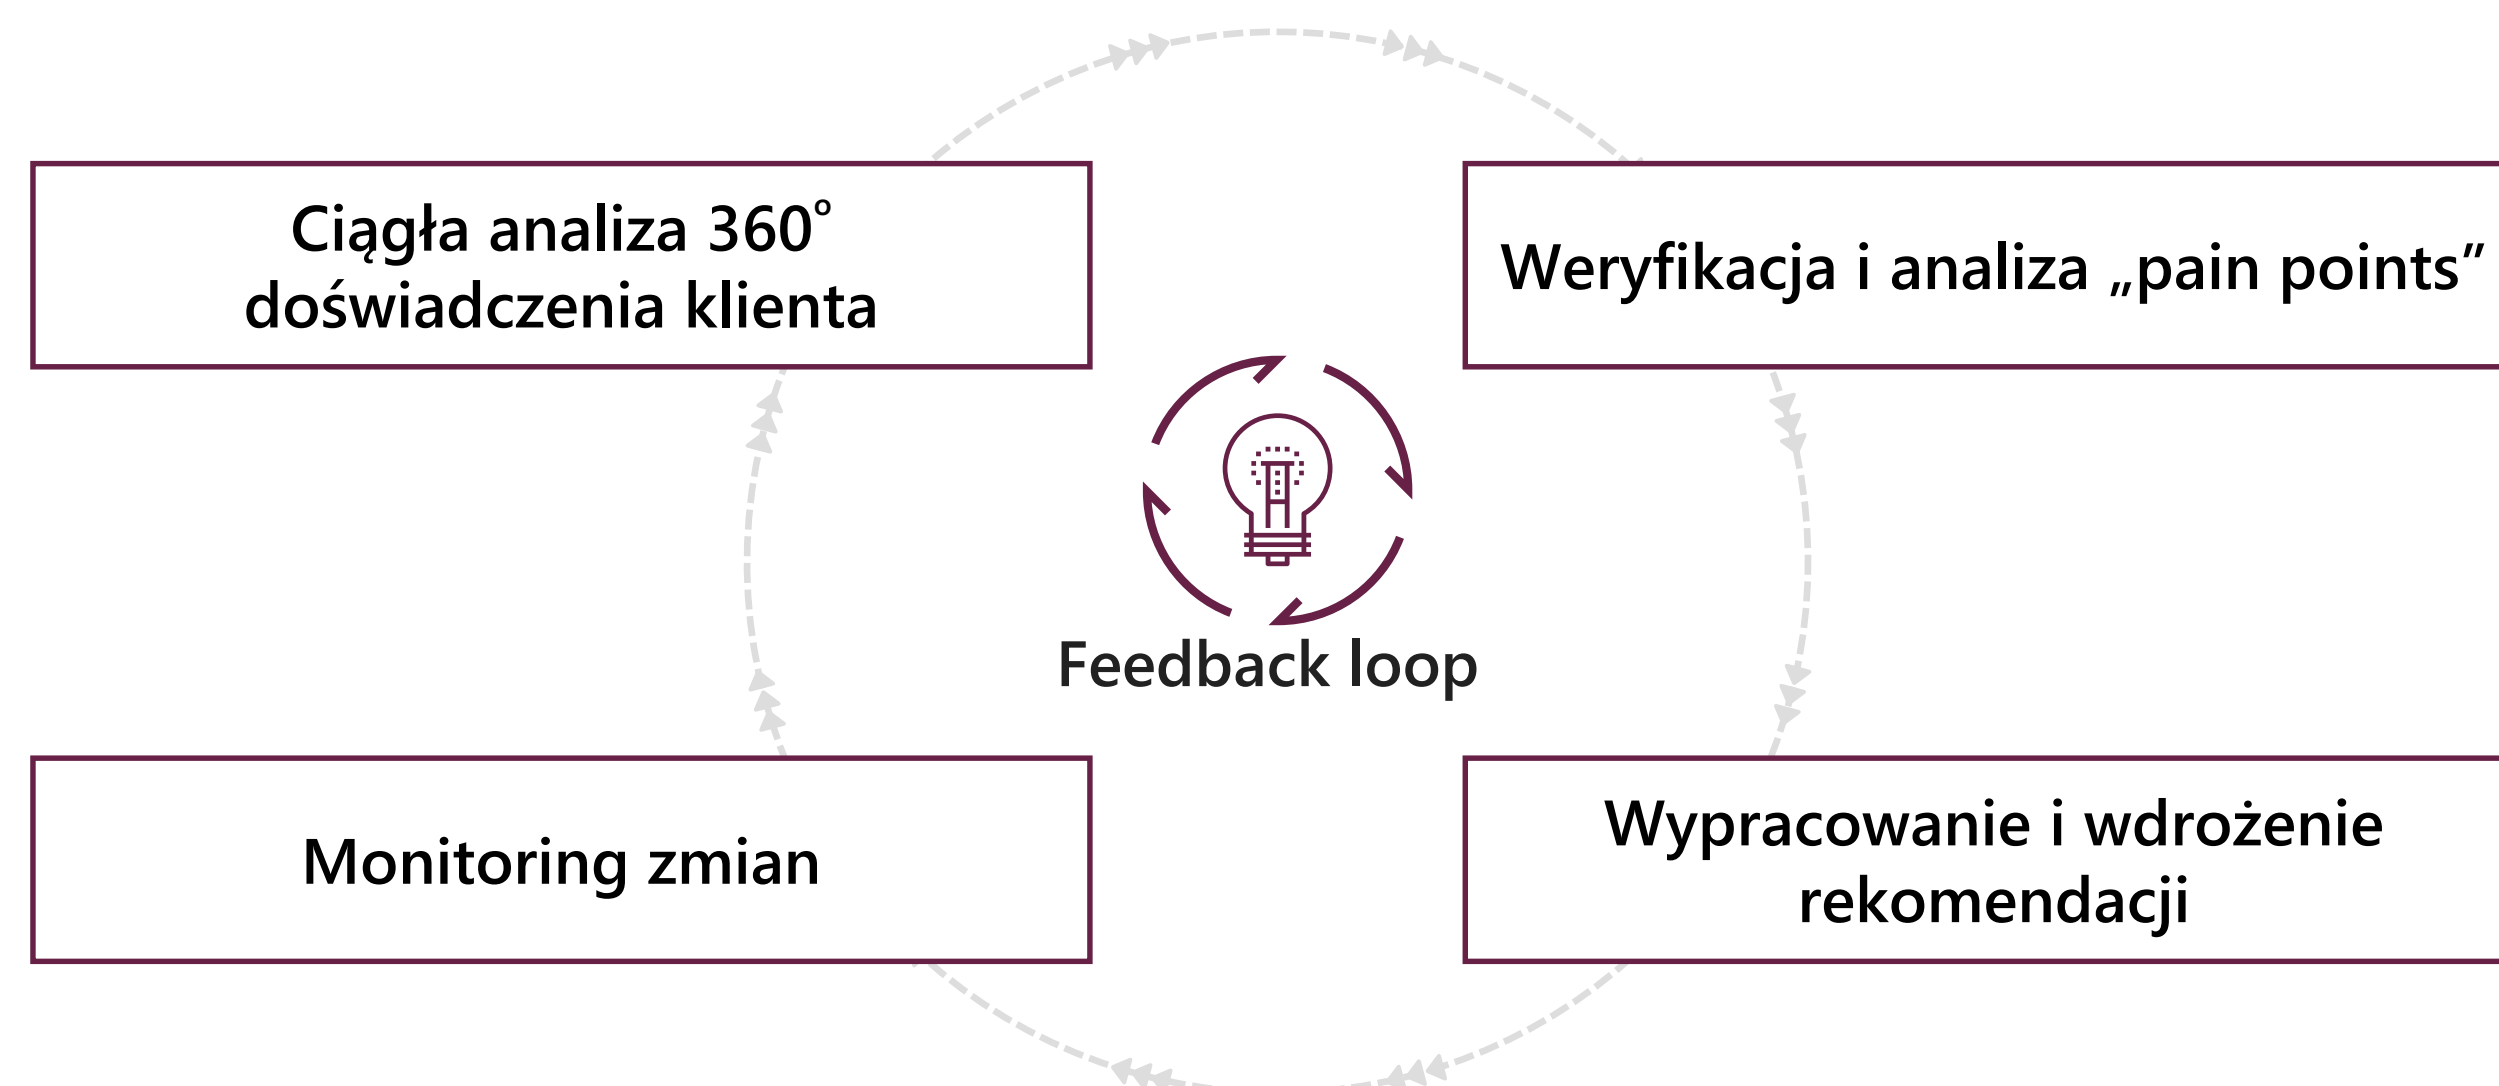 Ciągła analiza 360°
doświadczenia klienta
Weryfikacja i analiza „pain points”
Feedback loop
Monitoring zmian
Wypracowanie i wdrożenie
rekomendacji